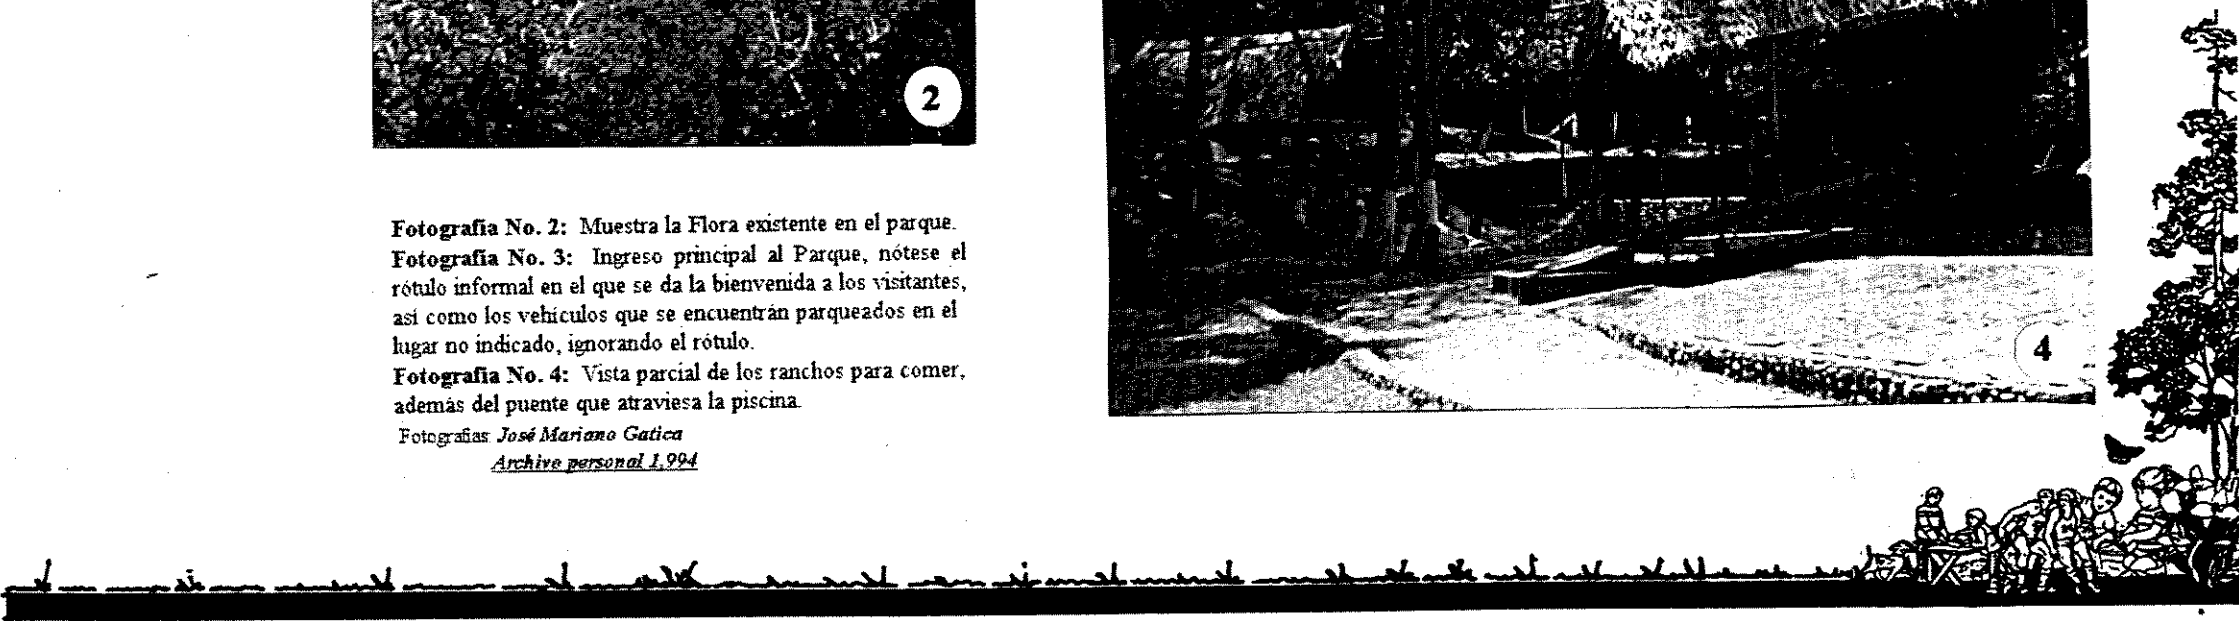 2
Fotografía No. 2: Muestra la Flora existente en el parque.
Fotografía No. 3: Ingreso principal al Parque, nótese el
rótulo informal en el que se da la bienvenida a los visitantes,
así como los vehículos que se encuentrán parqueados en el
lugar no indicado, ignorando el rótulo.
Fotografía No. 4: Vista parcial de los ranchos para comer,
además del puente que atraviesa la piscina.
Fotografías: José Mariano Gatica
Archivo personal 1,994
4